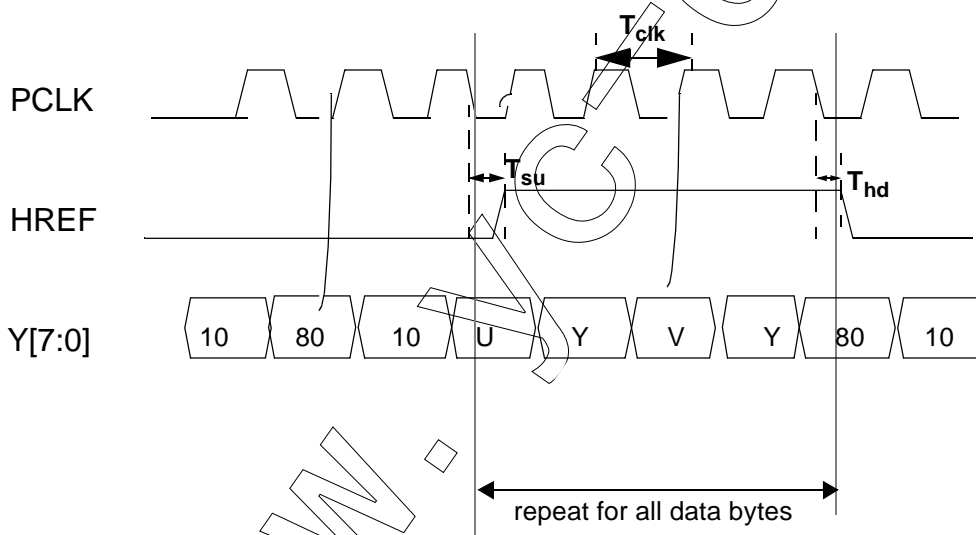 T_clk
PCLK
T_su
T_hd
HREF
Y[7:0]
10 80 10 U Y V Y 80 10
repeat for all data bytes